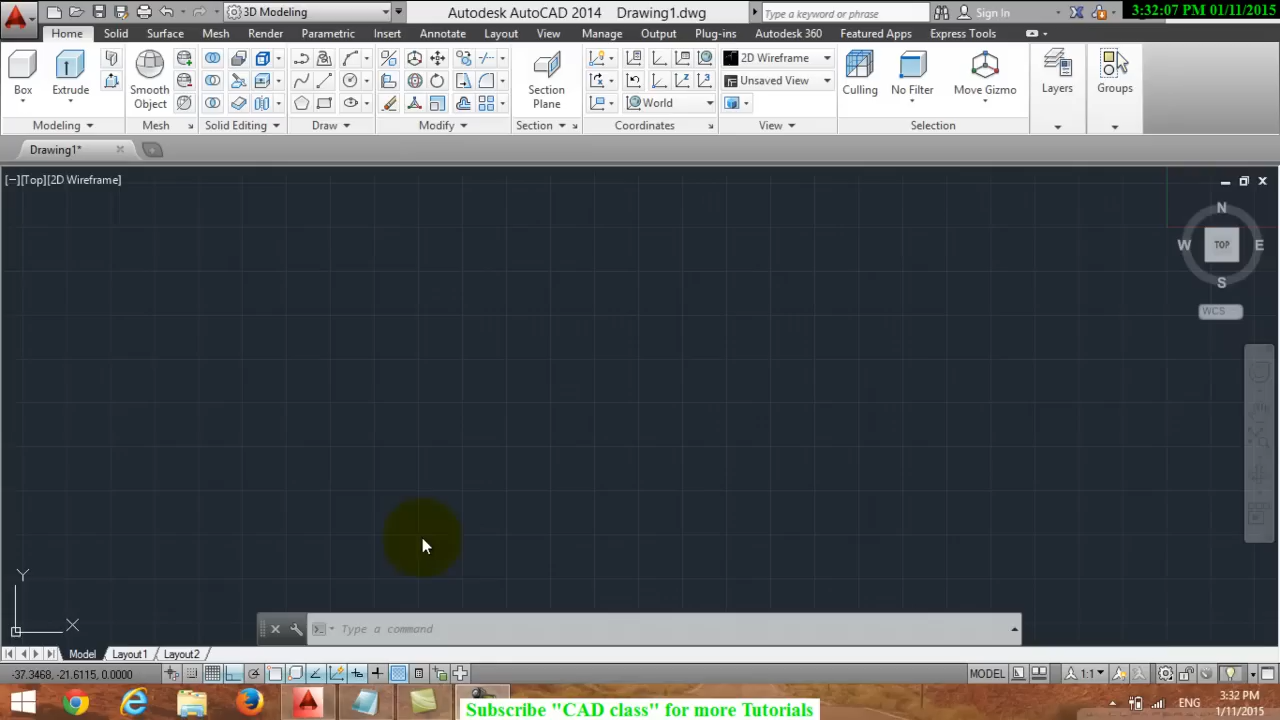 3D Modeling
Autodesk AutoCAD 2014 Drawing1.dwg
Type a keyword or phrase
Sign In
3:32:07 PM 01/11/2015
Home Solid Surface Mesh Render Parametric Insert Annotate Layout View Manage Output Plug-ins Autodesk 360 Featured Apps Express Tools
2D Wireframe
Unsaved View
World
Box Extrude Smooth Object Section Plane Culling No Filter Move Gizmo Layers Groups
Modeling Mesh Solid Editing Draw Modify Section Coordinates View Selection
Drawing1*
[−][Top][2D Wireframe]
N
W TOP E
S
WCS
Y
X
Type a command
Model Layout1 Layout2
-37.3468, -21.6115, 0.0000
MODEL
1:1
ENG
3:32 PM
1/11/2015
Subscribe "CAD class" for more Tutorials